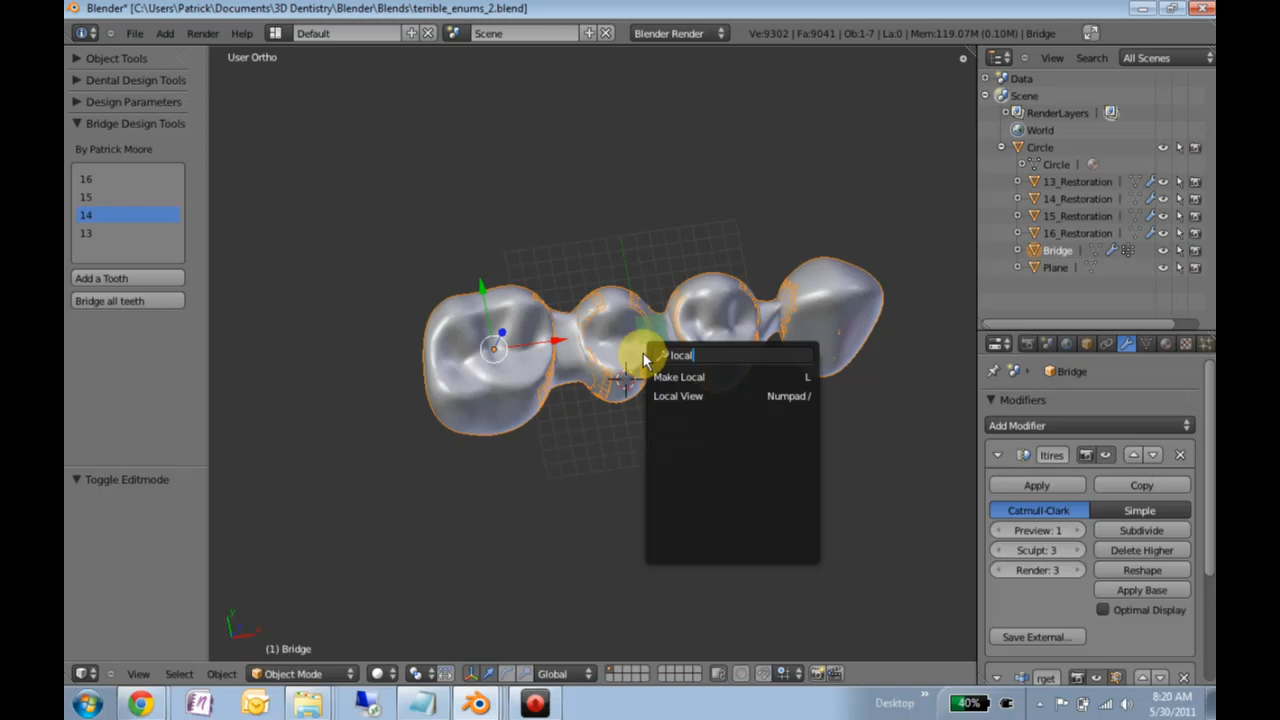 Blender* [C:\Users\Patrick\Documents\3D Dentistry\Blender\Blends\terrible_enums_2.blend]
File Add Render Help Default Scene Blender Render Ve:9302 | Fa:9041 | Ob:1-7 | La:0 | Mem:119.07M (0.10M) | Bridge
Object Tools
Dental Design Tools
Design Parameters
Bridge Design Tools
By Patrick Moore
16
15
14
13
Add a Tooth
Bridge all teeth
Toggle Editmode
User Ortho
local
Make Local L
Local View Numpad /
Y
(1) Bridge
View Select Object Object Mode Global
View Search All Scenes
Data
Scene
RenderLayers
World
Circle
Circle
13_Restoration
14_Restoration
15_Restoration
16_Restoration
Bridge
Plane
Bridge
Modifiers
Add Modifier
ltires
Apply Copy
Catmull-Clark Simple
Preview: 1 Subdivide
Sculpt: 3 Delete Higher
Render: 3 Reshape
Apply Base
Optimal Display
Save External...
rget
Desktop » 40% 8:20 AM
5/30/2011